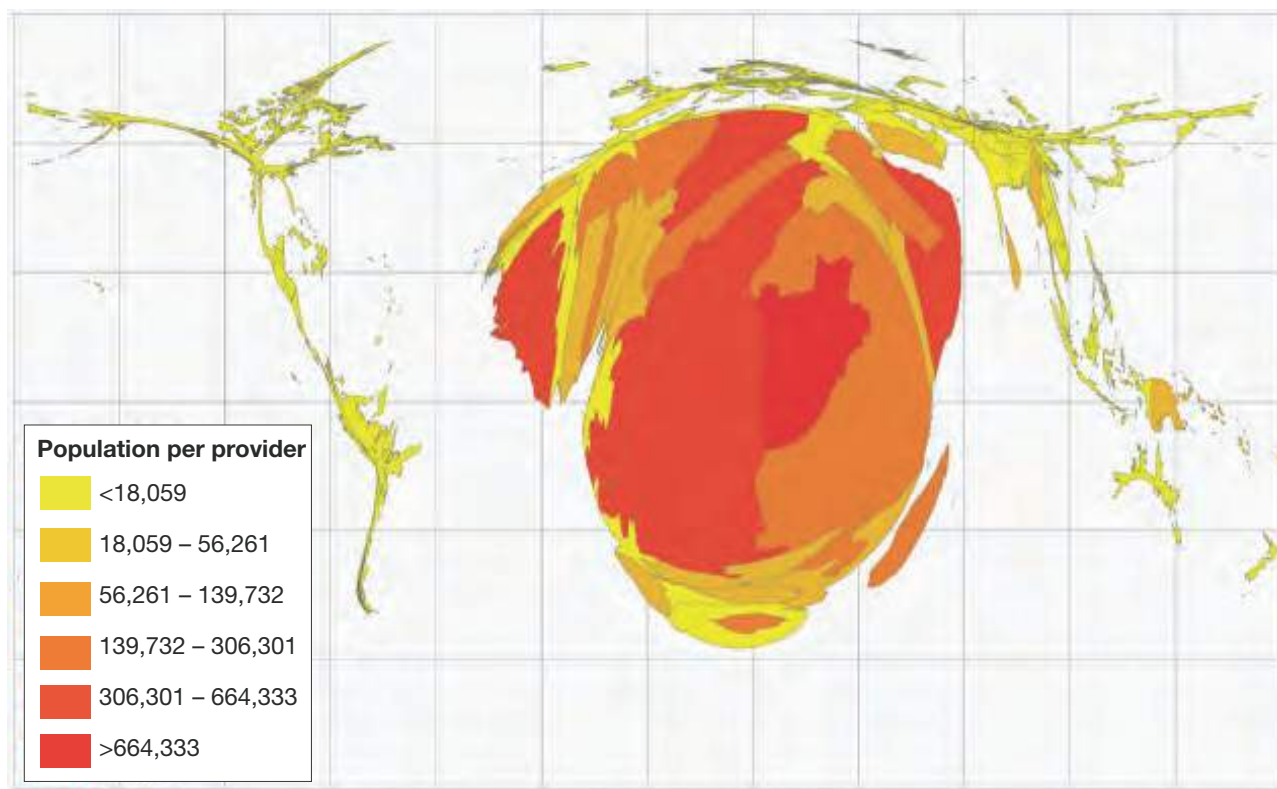 Population per provider
<18,059
18,059 – 56,261
56,261 – 139,732
139,732 – 306,301
306,301 – 664,333
>664,333